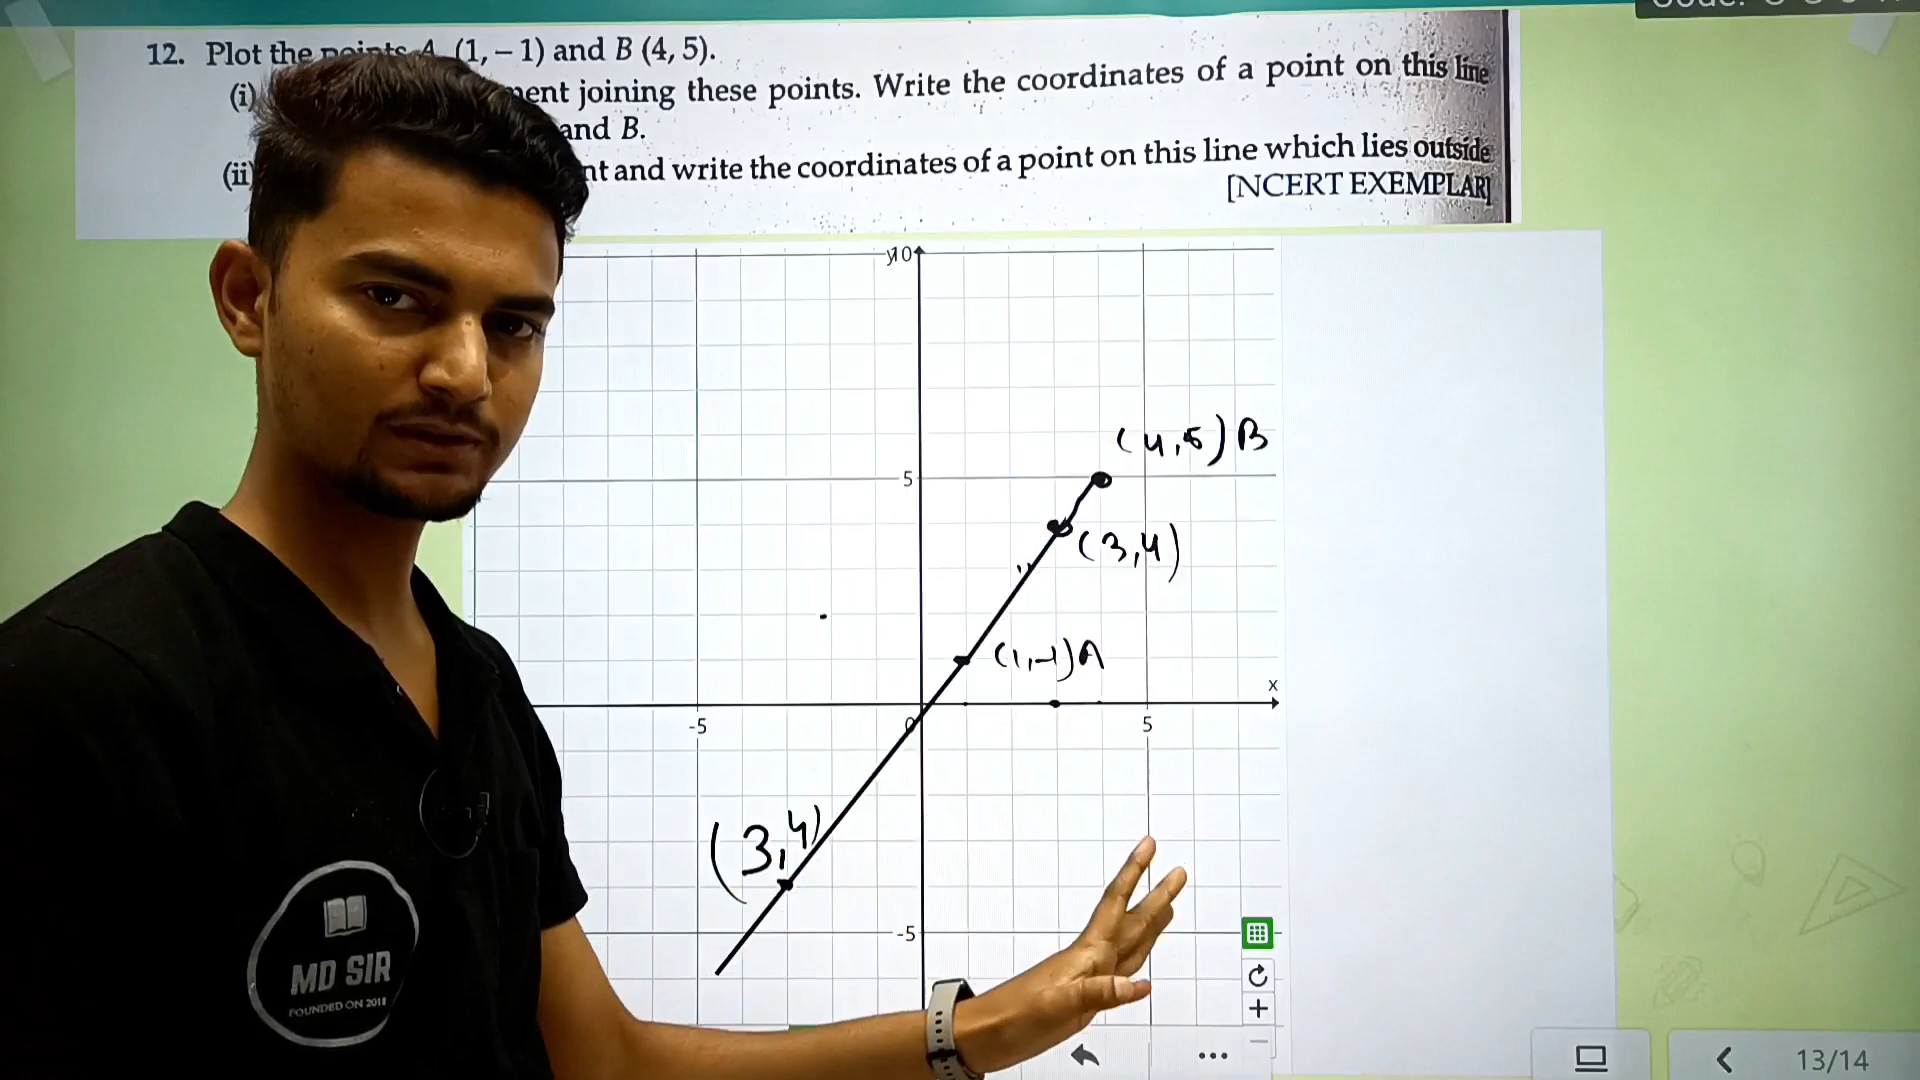 12. Plot the points A (1, – 1) and B (4, 5).
(i) joining these points. Write the coordinates of a point on this line
and B.
(ii) and write the coordinates of a point on this line which lies outside
[NCERT EXEMPLAR]
y10
(4,5)B
5
(3,4)
(1,-1)A
x
-5
0
5
(3,4)
-5
MD SIR
FOUNDED ON 2018
13/14